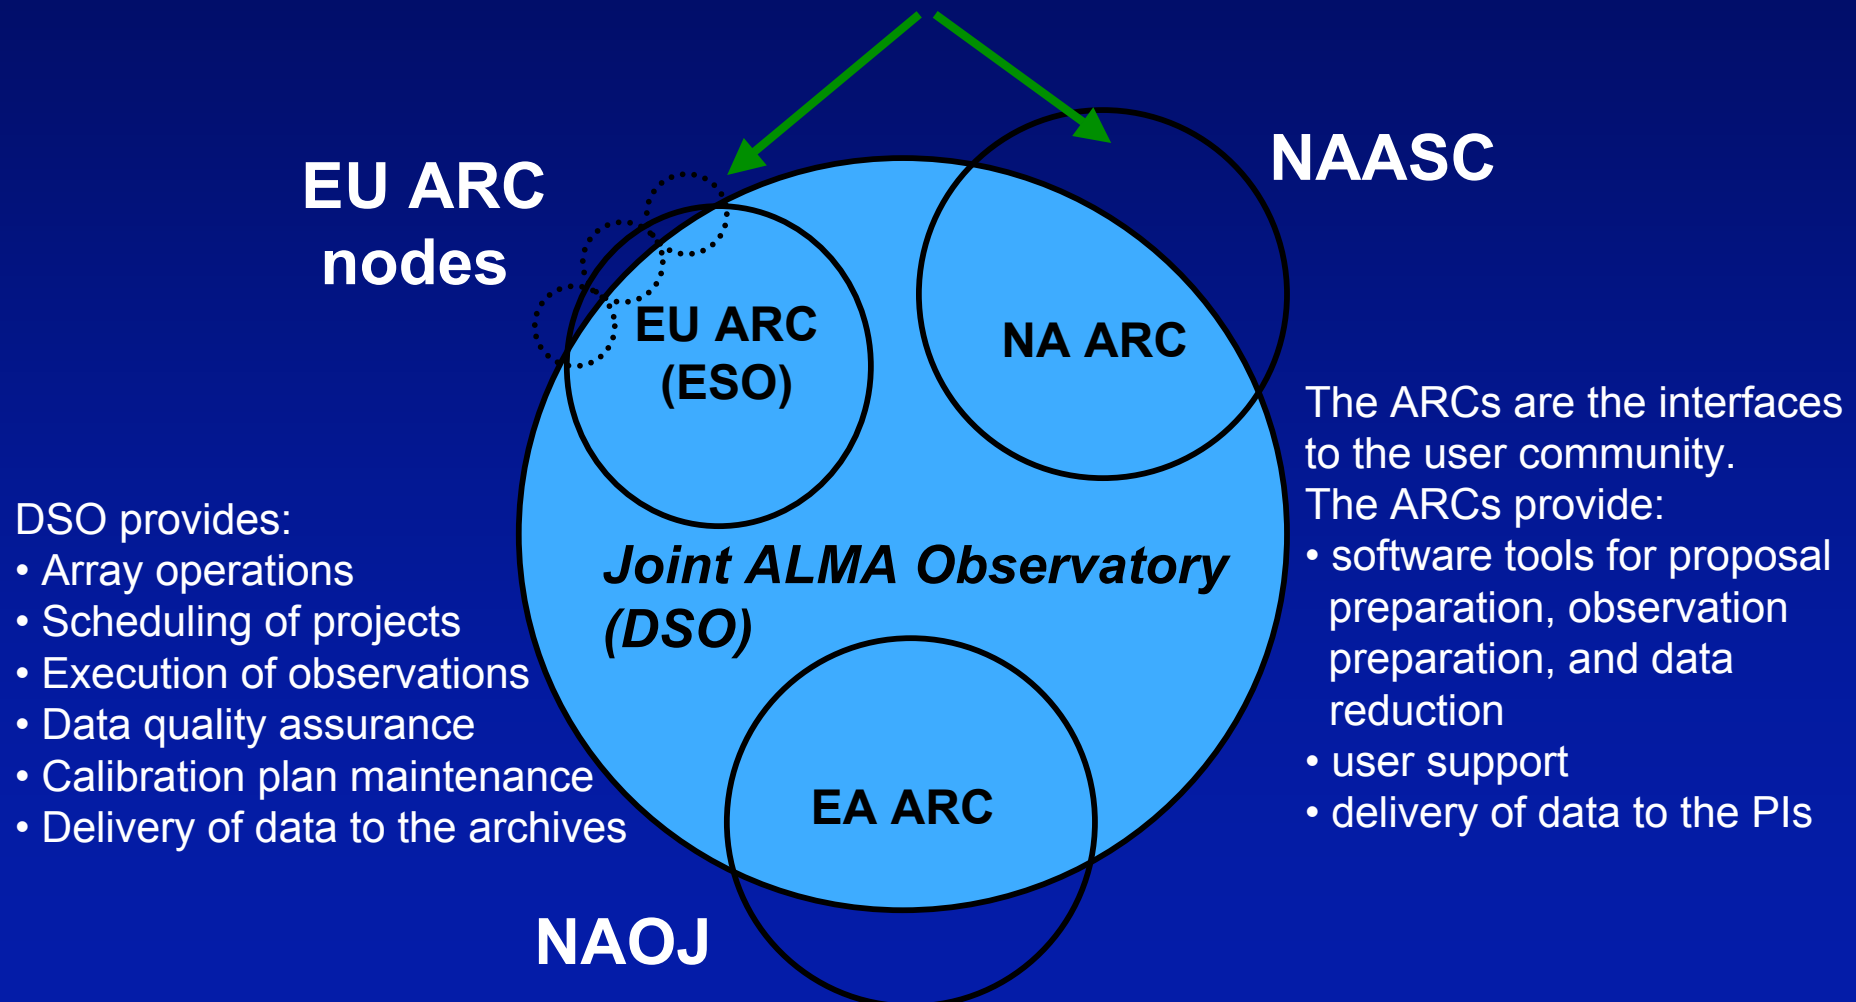 NAASC
EU ARC
nodes
EU ARC
(ESO)
NA ARC
The ARCs are the interfaces
to the user community.
The ARCs provide:
• software tools for proposal
preparation, observation
preparation, and data
reduction
• user support
• delivery of data to the PIs
DSO provides:
• Array operations
• Scheduling of projects
• Execution of observations
• Data quality assurance
• Calibration plan maintenance
• Delivery of data to the archives
Joint ALMA Observatory
(DSO)
EA ARC
NAOJ